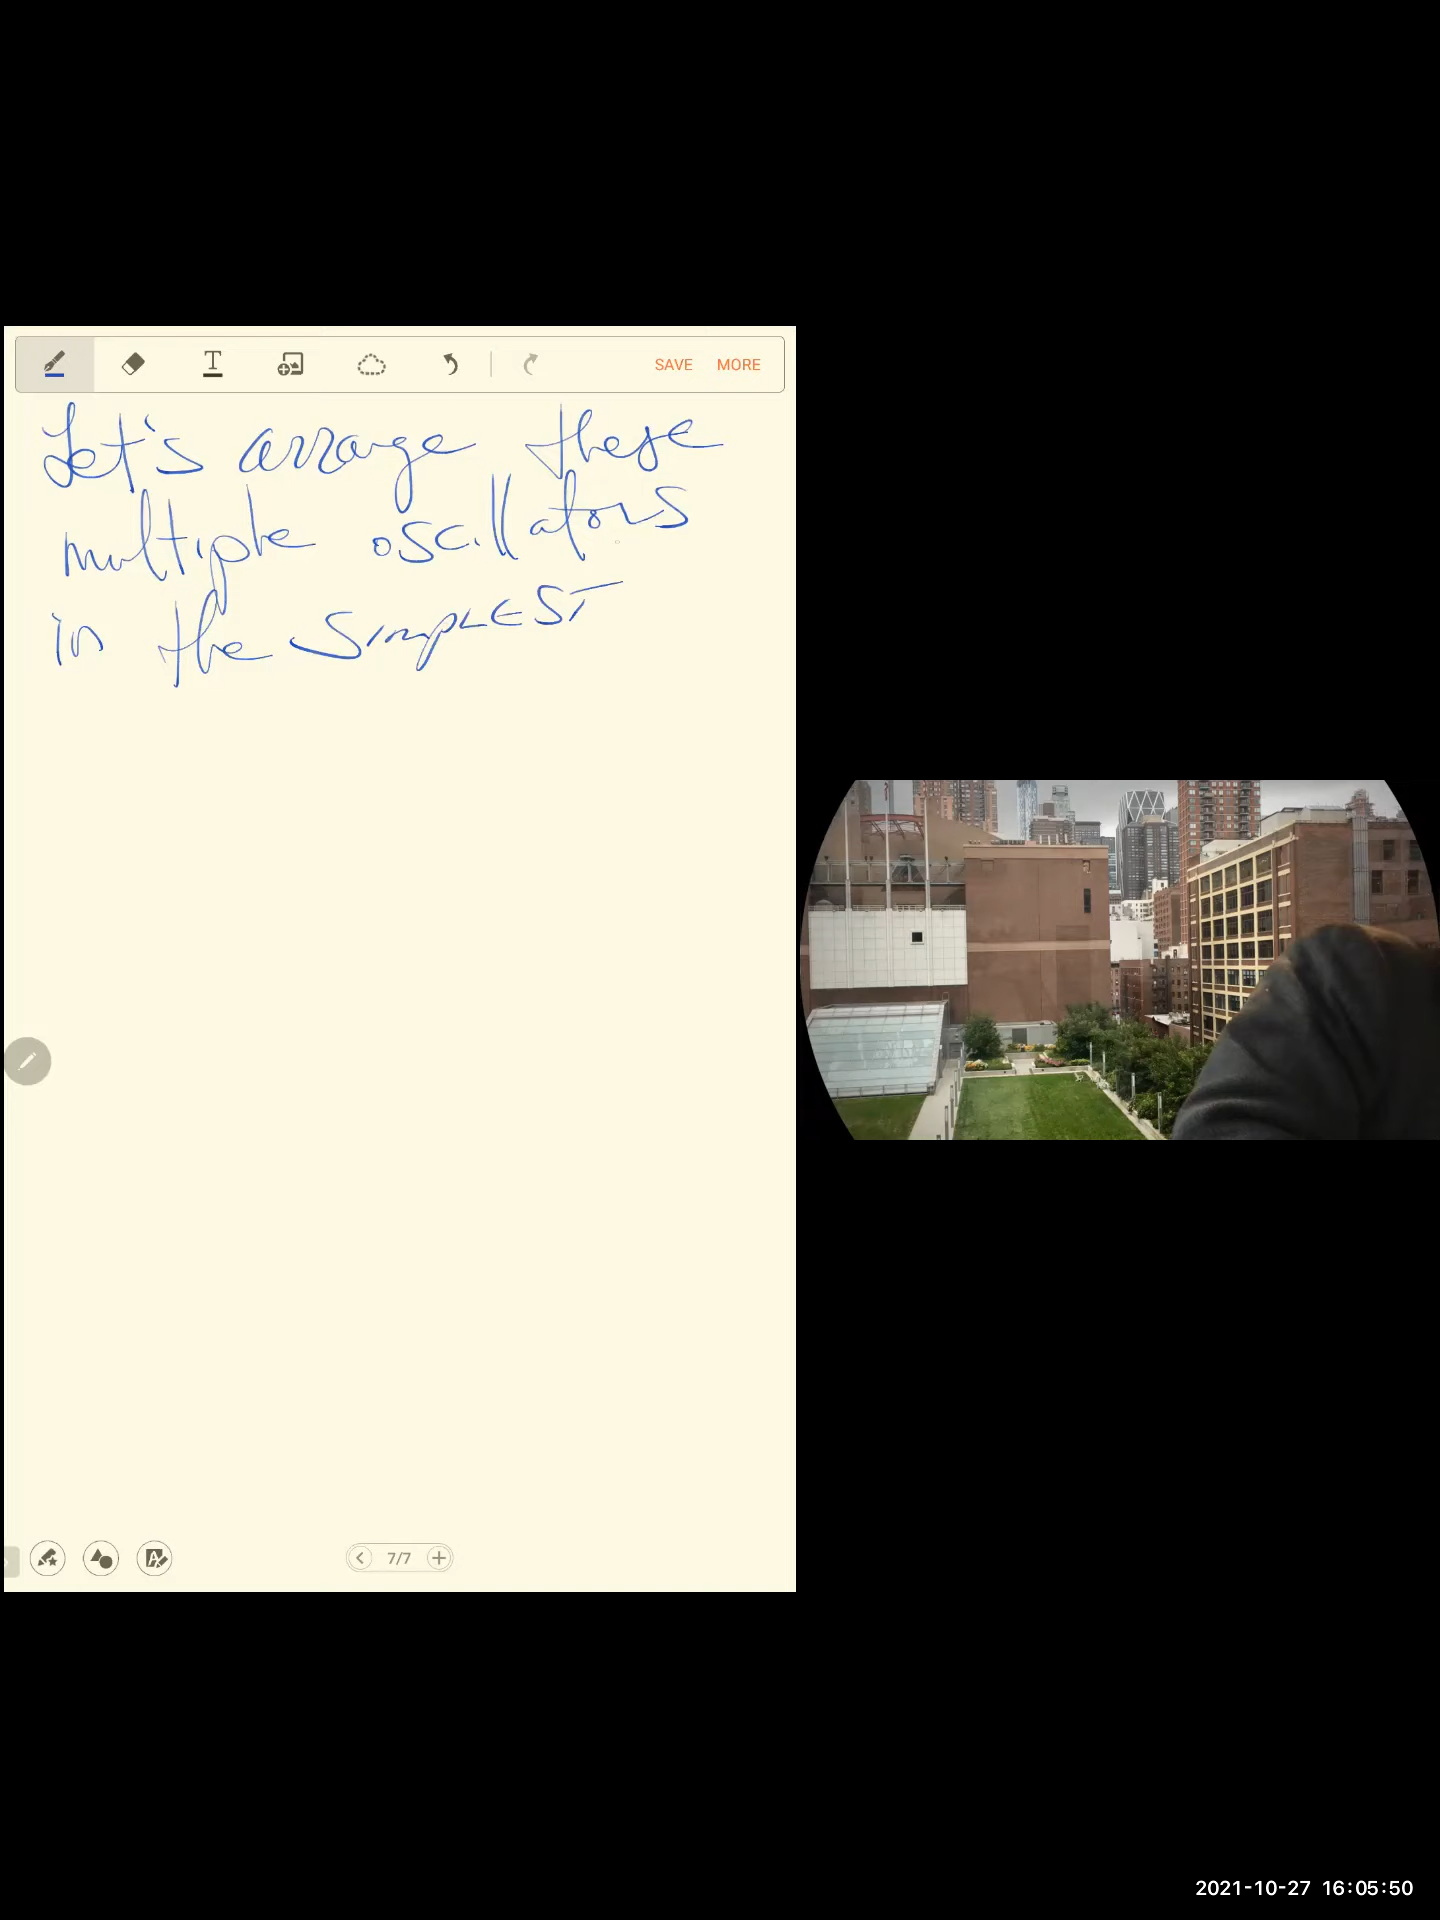 T
SAVE
MORE
Let's arrange these
multiple oscillators
in the SIMPLEST
A
7/7
2021-10-27 16:05:50